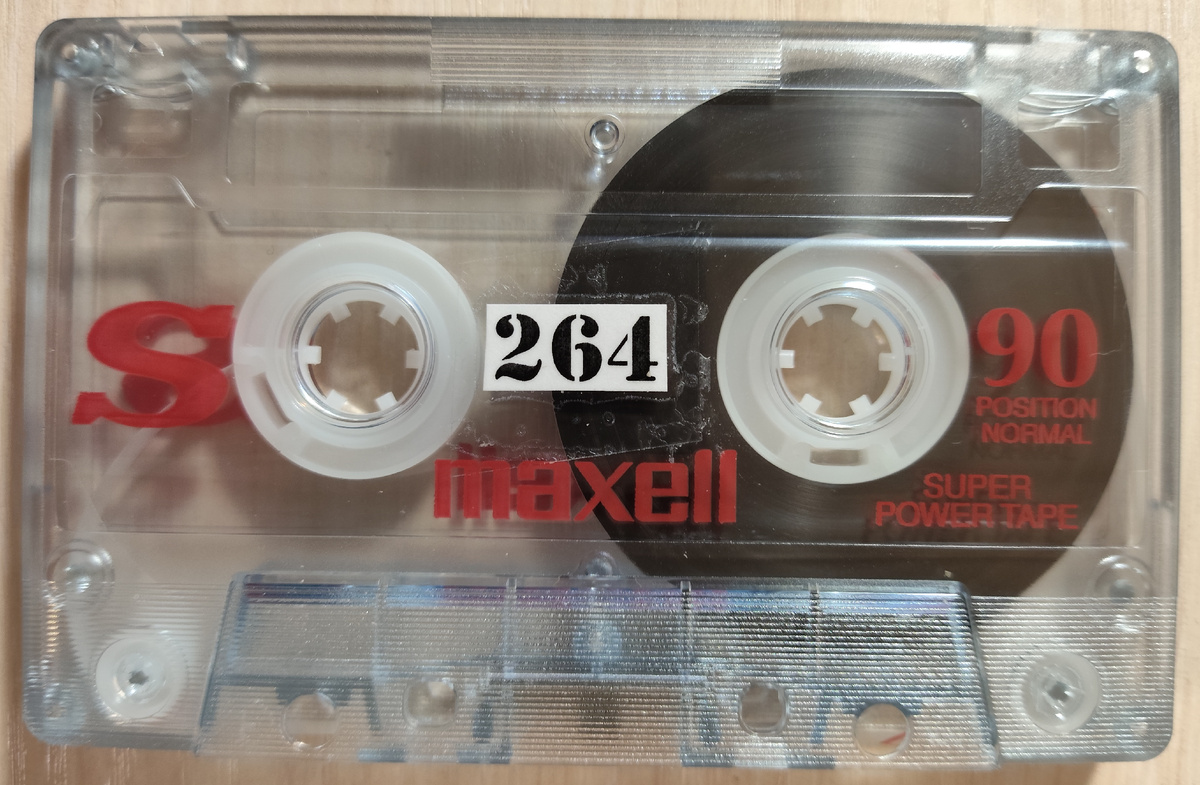 S
264
90
POSITION
NORMAL
maxell
SUPER
POWER TAPE